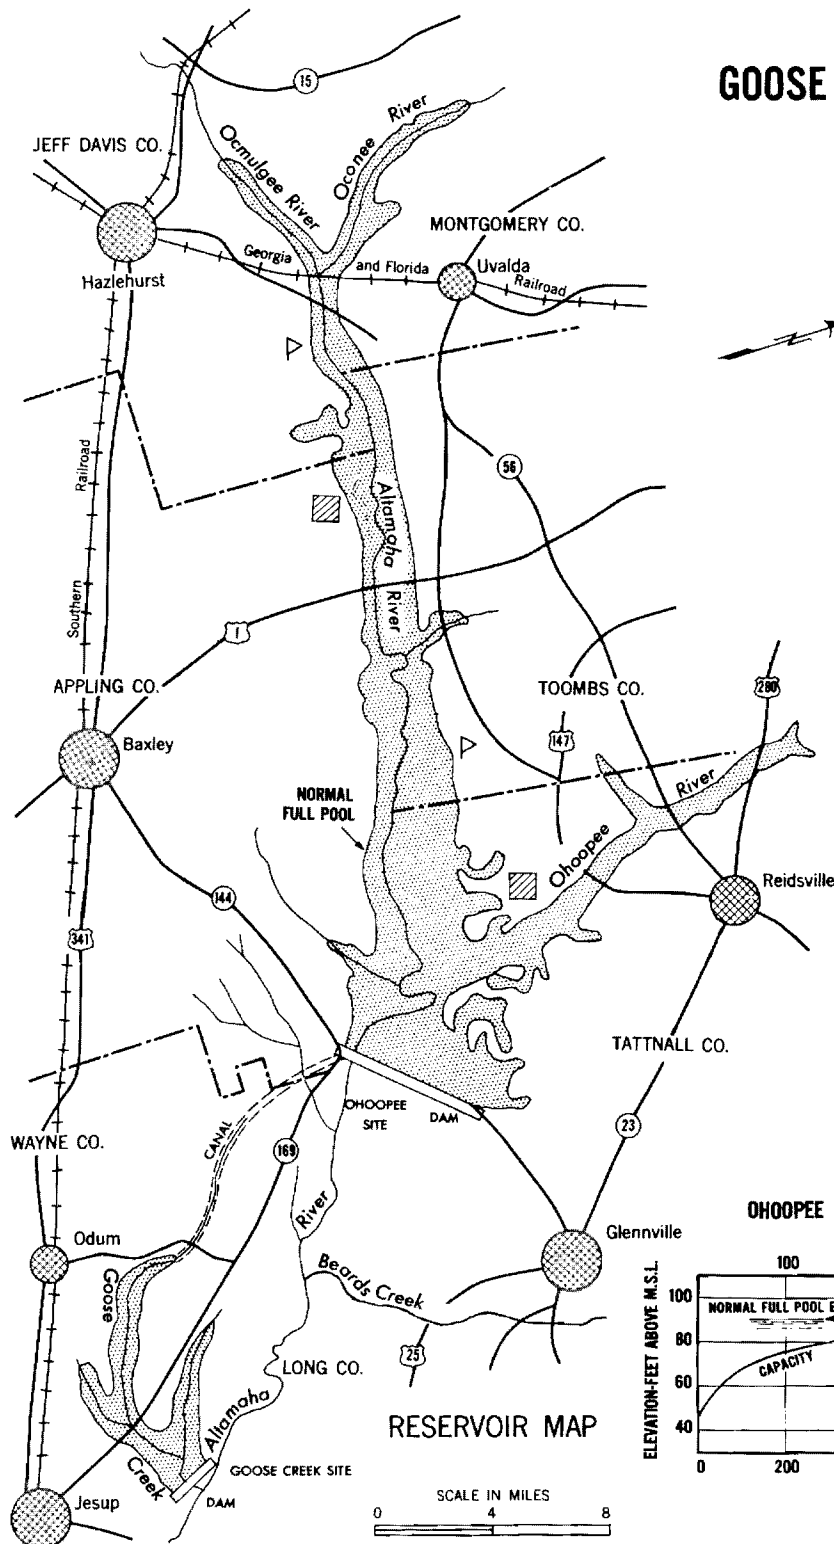 GOOSE
15
JEFF DAVIS CO.
Ocmulgee River
Oconee River
MONTGOMERY CO.
Georgia and Florida Railroad
Uvalda
Hazlehurst
N
Southern Railroad
56
Altamaha River
1
APPLING CO.
TOOMBS CO.
280
147
Baxley
NORMAL
FULL POOL
Ohoopee River
Reidsville
144
341
TATTNALL CO.
OHOOPEE
SITE
DAM
CANAL
WAYNE CO.
169
23
River
Odum
Glennville
Goose Creek
Beards Creek
25
LONG CO.
Altamaha
GOOSE CREEK SITE
DAM
Jesup
RESERVOIR MAP
SCALE IN MILES
0 4 8
OHOOPEE
100
ELEVATION-FEET ABOVE M.S.L.
100
80
60
40
NORMAL FULL POOL E
CAPACITY
0 200